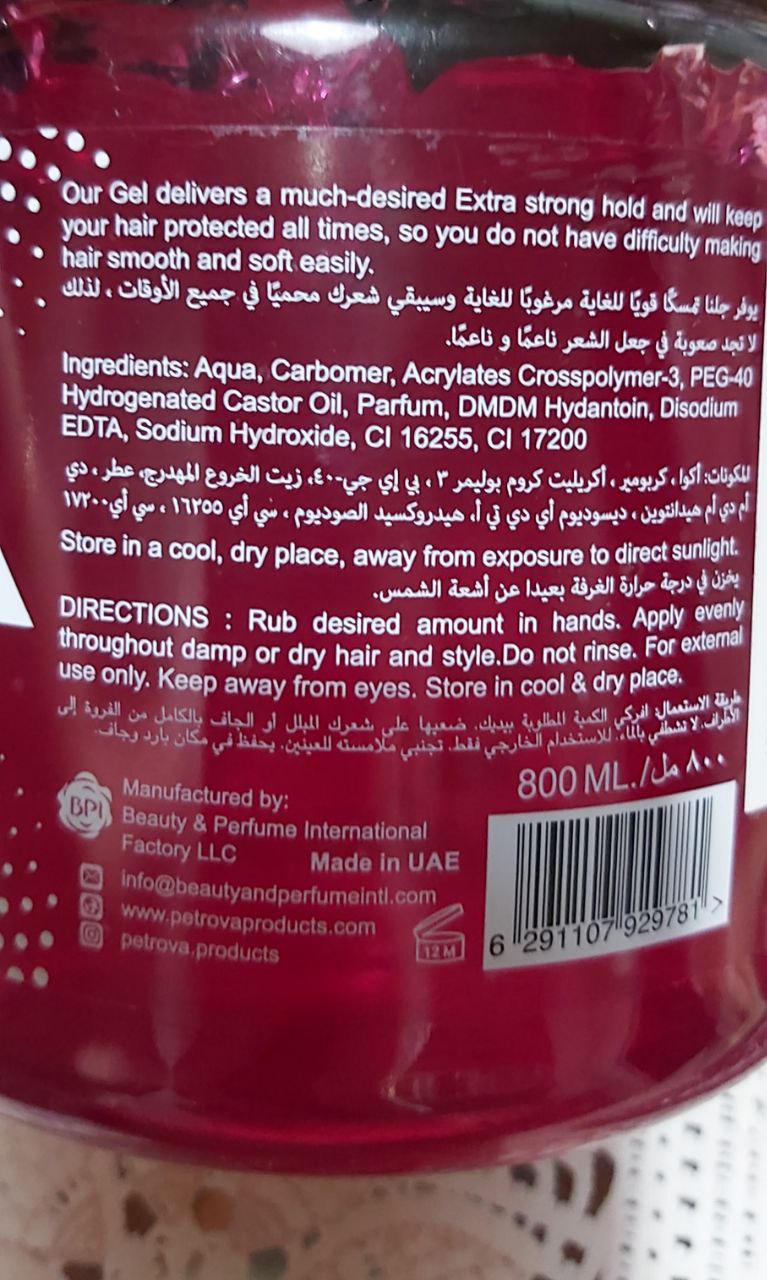 Our Gel delivers a much-desired Extra strong hold and will keep
your hair protected all times, so you do not have difficulty making
hair smooth and soft easily.
يوفر جلنا تمسكًا قويًا للغاية مرغوبًا للغاية وسيبقي شعرك محميًا في جميع الأوقات ، لذلك
لا تجد صعوبة في جعل الشعر ناعمًا و ناعمًا.
Ingredients: Aqua, Carbomer, Acrylates Crosspolymer-3, PEG-40
Hydrogenated Castor Oil, Parfum, DMDM Hydantoin, Disodium
EDTA, Sodium Hydroxide, CI 16255, CI 17200
المكونات: أكوا ، كربومير ، أكريليت كروم بوليمر ٣ ، بي إي جي-٤٠، زيت الخروع المهدرج، عطر ، دي
أم دي أم هيدانتوين ، ديسوديوم أي دي تي أ، هيدروكسيد الصوديوم ، سي أي ١٦٢٥٥ ، سي أي ١٧٢٠٠
Store in a cool, dry place, away from exposure to direct sunlight.
يخزن في درجة حرارة الغرفة بعيدا عن أشعة الشمس.
DIRECTIONS : Rub desired amount in hands. Apply evenly
throughout damp or dry hair and style.Do not rinse. For external
use only. Keep away from eyes. Store in cool & dry place.
طريقة الاستعمال: افركي الكمية المطلوبة بيديك. ضعيها على شعرك المبلل أو الجاف بالكامل من الفروة إلى
الأطراف. لا تشطفي بالماء. للاستخدام الخارجي فقط. تجنبي ملامسته للعينين. يحفظ في مكان بارد وجاف.
800 ML./٨٠٠ مل
BPI
Manufactured by:
Beauty & Perfume International
Factory LLC
Made in UAE
info@beautyandperfumeintl.com
www.petrovaproducts.com
petrova.products
12 M
6 291107 929781 >